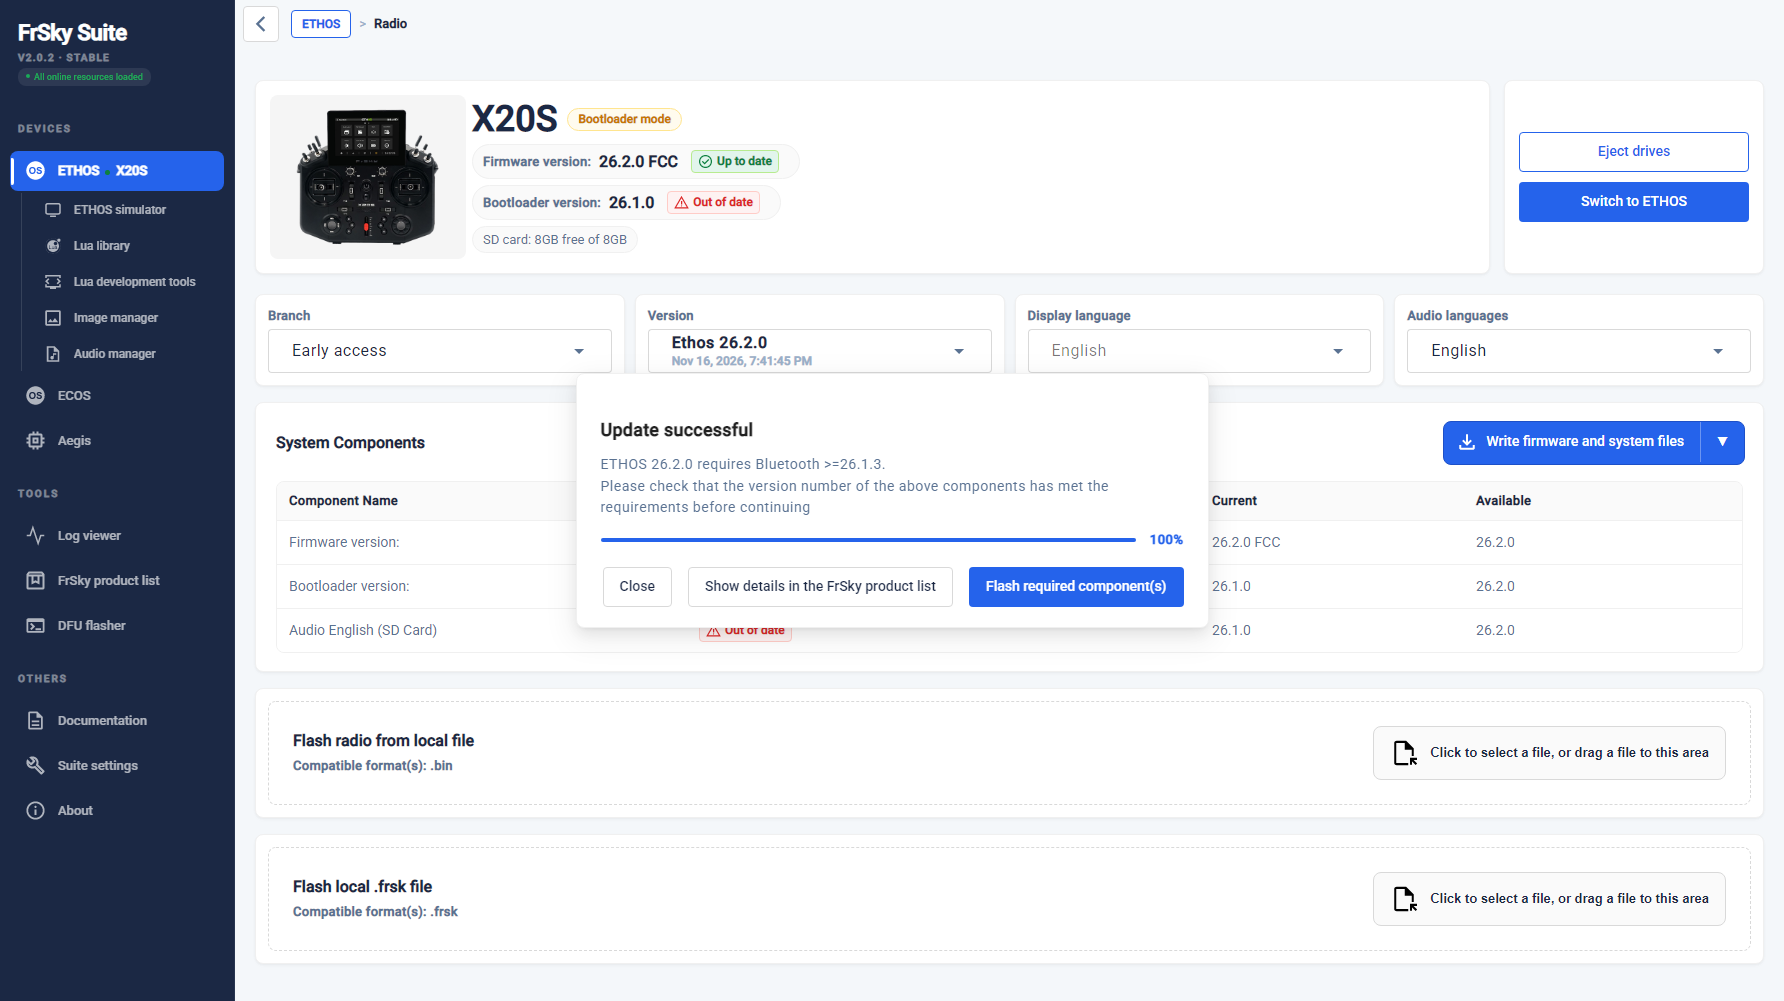 FrSky Suite
V2.0.2 · STABLE
• All online resources loaded
DEVICES
ETHOS • X20S
ETHOS simulator
Lua library
Lua development tools
Image manager
Audio manager
ECOS
Aegis
TOOLS
Log viewer
FrSky product list
DFU flasher
OTHERS
Documentation
Suite settings
About
ETHOS > Radio
X20S Bootloader mode
Firmware version: 26.2.0 FCC Up to date
Bootloader version: 26.1.0 Out of date
SD card: 8GB free of 8GB
Eject drives
Switch to ETHOS
Branch
Early access
Version
Ethos 26.2.0
Nov 16, 2026, 7:41:45 PM
Display language
English
Audio languages
English
System Components
Write firmware and system files ▼
Component Name Current Available
Firmware version: 26.2.0 FCC 26.2.0
Bootloader version: 26.1.0 26.2.0
Audio English (SD Card) Out of date 26.1.0 26.2.0
Update successful
ETHOS 26.2.0 requires Bluetooth >=26.1.3.
Please check that the version number of the above components has met the
requirements before continuing
100%
Close
Show details in the FrSky product list
Flash required component(s)
Flash radio from local file
Compatible format(s): .bin
Click to select a file, or drag a file to this area
Flash local .frsk file
Compatible format(s): .frsk
Click to select a file, or drag a file to this area